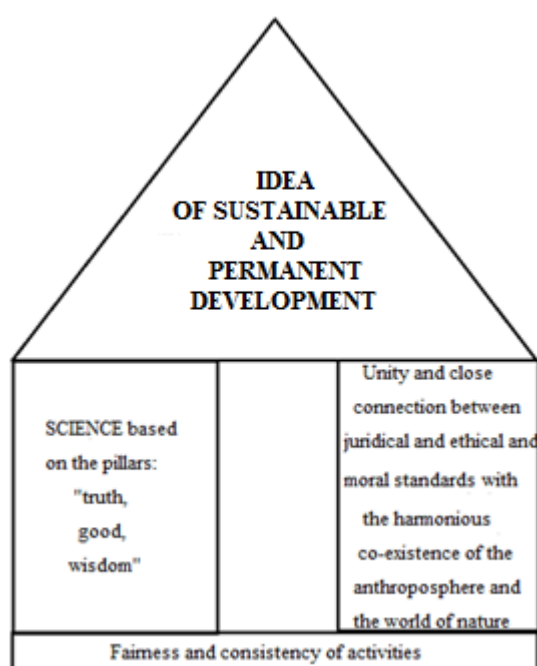 IDEA
OF SUSTAINABLE
AND
PERMANENT
DEVELOPMENT
SCIENCE based
on the pillars:
"truth,
good,
wisdom"
Unity and close
connection between
juridical and ethical and
moral standards with
the harmonious
co-existence of the
anthroposphere and
the world of nature
Fairness and consistency of activities